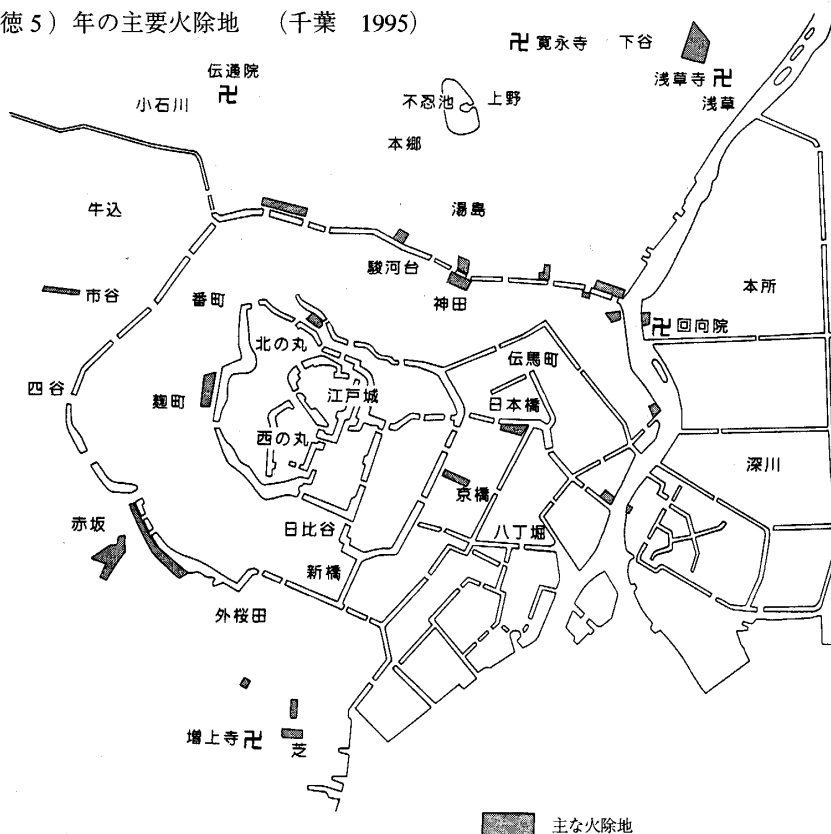 徳5）年の主要火除地 （千葉 1995）
卍 寛永寺 下谷
伝通院
卍
浅草寺 卍
小石川
不忍池 上野
浅草
本郷
牛込
湯島
駿河台
本所
市谷
番町
神田
卍 回向院
北の丸
伝馬町
四谷
麹町
江戸城
日本橋
西の丸
深川
京橋
赤坂
日比谷
八丁堀
新橋
外桜田
増上寺 卍 芝
主な火除地